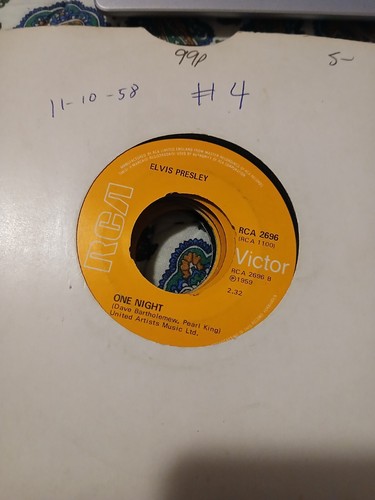 99p
5-
11-10-58
# 4
ELVIS PRESLEY
RCA
RCA 2696
(RCA 1100)
Victor
RCA 2696 B
℗1959
2.32
ONE NIGHT
(Dave Barthulemew, Pearl King)
United Artists Music Ltd.